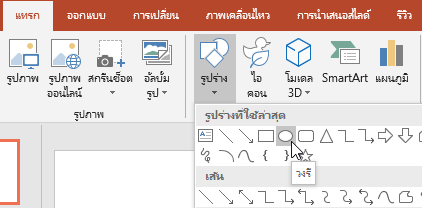 แทรก ออกแบบ การเปลี่ยน ภาพเคลื่อนไหว การนำเสนอสไลด์ รีวิว
รูปภาพ รูปภาพ สกรีนช็อต อัลบั้ม รูปร่าง ไอ โมเดล SmartArt แผนภูมิ
ออนไลน์ รูป คอน 3D
รูปภาพ
รูปร่างที่ใช้ล่าสุด
วงรี
เส้น